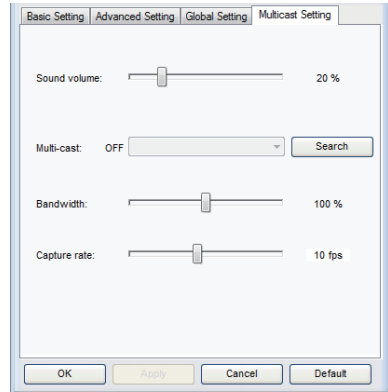 Basic Setting Advanced Setting Global Setting Multicast Setting
Sound volume: 20 %
Multi-cast: OFF Search
Bandwidth: 100 %
Capture rate: 10 fps
OK Apply Cancel Default